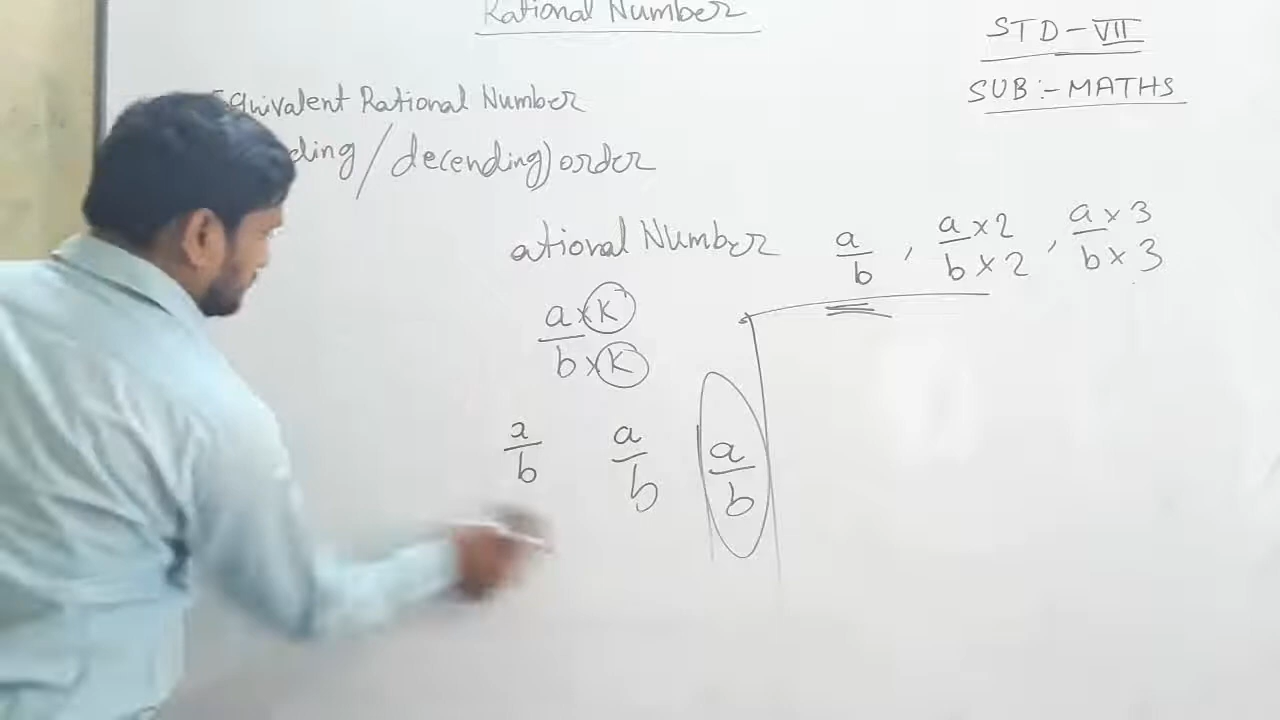 Rational Number
STD - VII
SUB :- MATHS
Equivalent Rational Number
ding / decending) order
ational Number a/b , a × 2 / b × 2 , a × 3 / b × 3
a × K / b × K
a/b a/b a/b